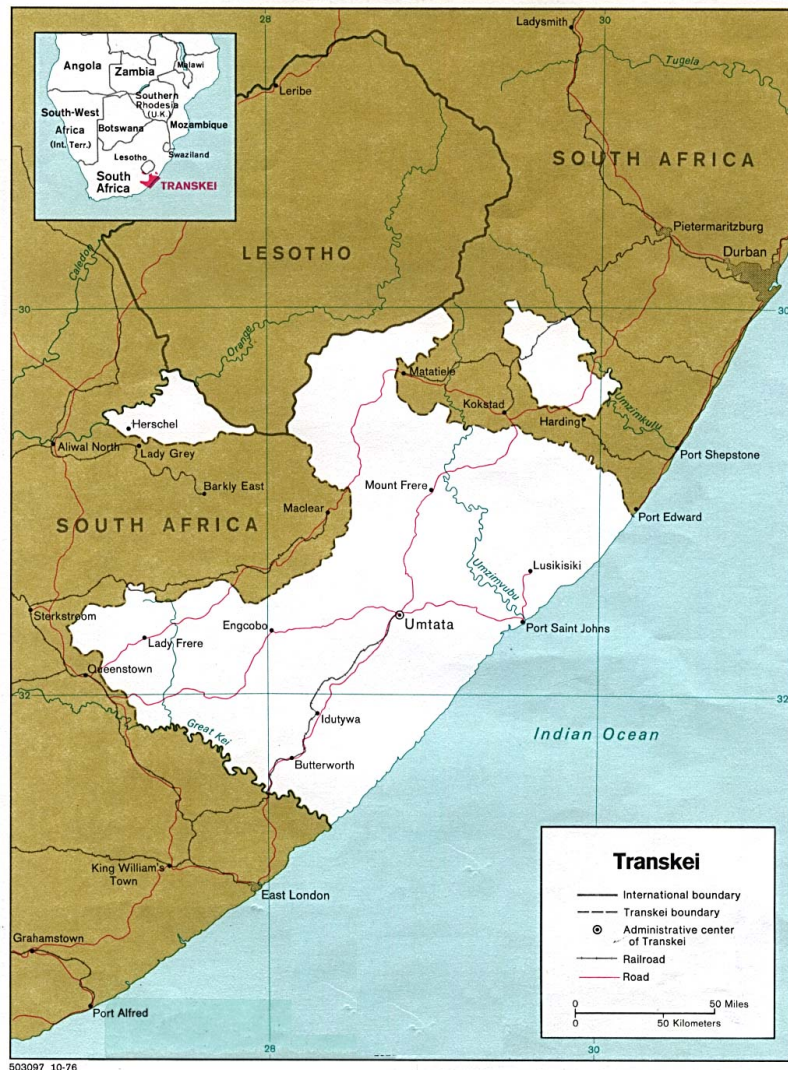 28
30
Ladysmith
Tugela
Angola
Zambia
Malawi
Southern
Rhodesia
(U.K.)
South-West
Africa
(Int. Terr.)
Botswana
Mozambique
Lesotho
Swaziland
South
Africa
TRANSKEI
Leribe
SOUTH AFRICA
Pietermaritzburg
Durban
Caledon
LESOTHO
30
30
Orange
Matatiele
Kokstad
Umzimkulu
Harding
Herschel
Aliwal North
Lady Grey
Port Shepstone
Barkly East
Mount Frere
Maclear
Port Edward
SOUTH AFRICA
Umzimvubu
Lusikisiki
Sterkstroom
Lady Frere
Engcobo
Umtata
Port Saint Johns
Queenstown
32
32
Great Kei
Idutywa
Indian Ocean
Butterworth
King William's
Town
East London
Grahamstown
Port Alfred
Transkei
International boundary
Transkei boundary
Administrative center
of Transkei
Railroad
Road
0 50 Miles
0 50 Kilometers
28
30
503097 10-76